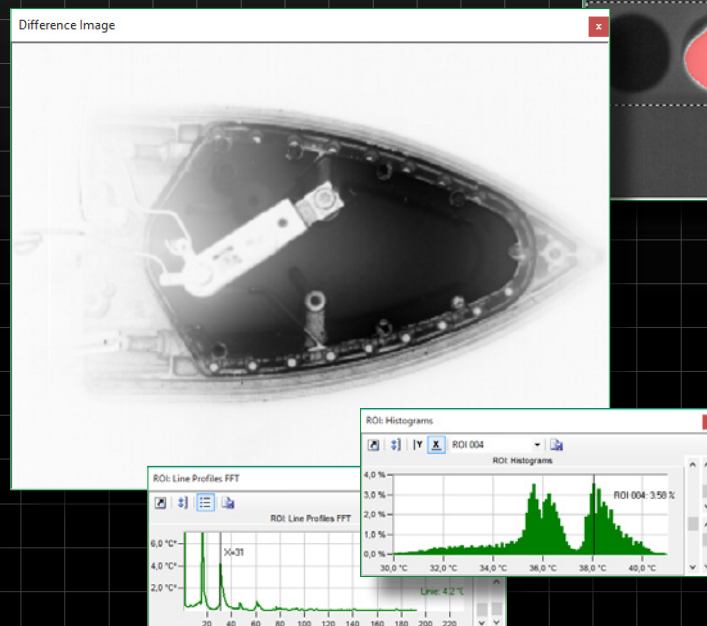 Difference Image
x
ROI: Histograms
|Y X ROI 004
ROI: Histograms
4,0 %
3,0 %
2,0 %
1,0 %
0,0 %
ROI 004: 3.58 %
30,0 °C 32,0 °C 34,0 °C 36,0 °C 38,0 °C 40,0 °C
ROI: Line Profiles FFT
ROI: Line Profiles FFT
6,0 °C
4,0 °C
2,0 °C
X=31
Line: 4.2 °C
20 40 60 80 100 120 140 160 180 200 220